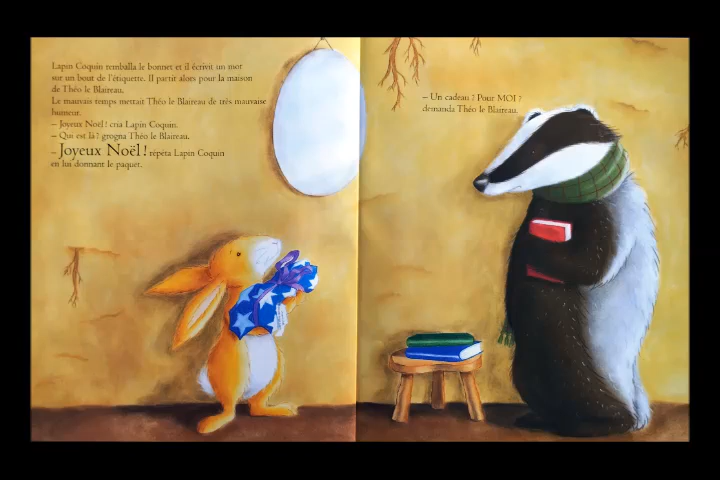 Lapin Coquin remballa le bonnet et il écrivit un mot
sur un bout de l'étiquette. Il partit alors pour la maison
de Théo le Blaireau.
Le mauvais temps mettait Théo le Blaireau de très mauvaise
humeur.
– Joyeux Noël ! cria Lapin Coquin.
– Qui est là ? grogna Théo le Blaireau.
– Joyeux Noël ! répéta Lapin Coquin
en lui donnant le paquet.
– Un cadeau ? Pour MOI ?
demanda Théo le Blaireau.